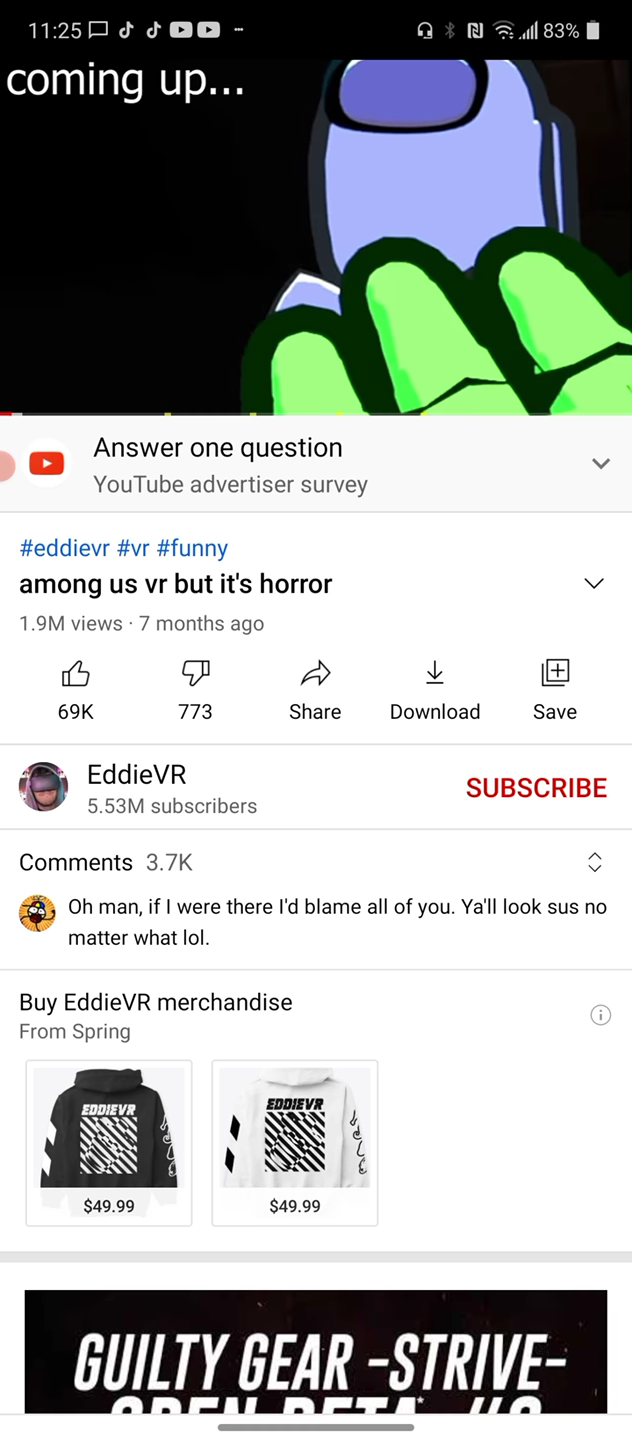 11:25
83%
coming up...
Answer one question
YouTube advertiser survey
#eddievr #vr #funny
among us vr but it's horror
1.9M views · 7 months ago
69K
773
Share
Download
Save
EddieVR
5.53M subscribers
SUBSCRIBE
Comments 3.7K
Oh man, if I were there I'd blame all of you. Ya'll look sus no
matter what lol.
Buy EddieVR merchandise
From Spring
EDDIEVR
$49.99
EDDIEVR
$49.99
GUILTY GEAR -STRIVE-
OPEN BETA